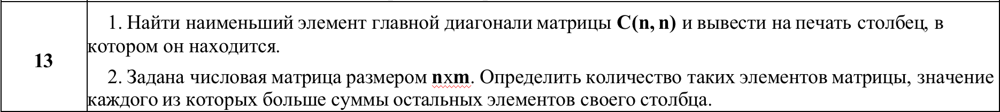 13
1. Найти наименьший элемент главной диагонали матрицы C(n, n) и вывести на печать столбец, в
котором он находится.
2. Задана числовая матрица размером nxm. Определить количество таких элементов матрицы, значение
каждого из которых больше суммы остальных элементов своего столбца.